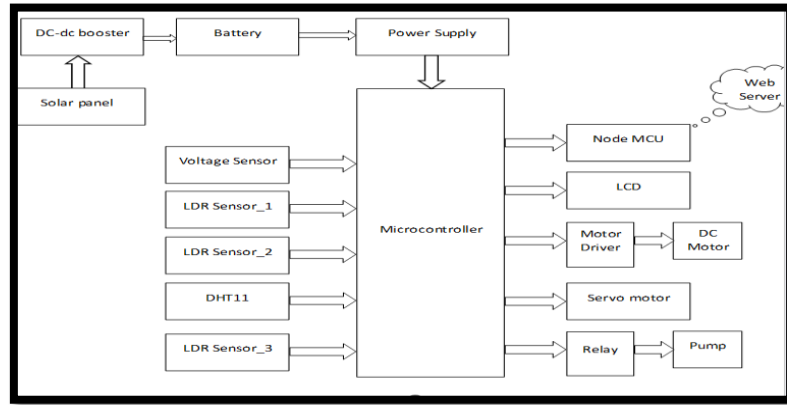 DC-dc booster
Battery
Power Supply
Solar panel
Web
Server
Voltage Sensor
Node MCU
LDR Sensor_1
LCD
Microcontroller
LDR Sensor_2
Motor
Driver
DC
Motor
DHT11
Servo motor
LDR Sensor_3
Relay
Pump